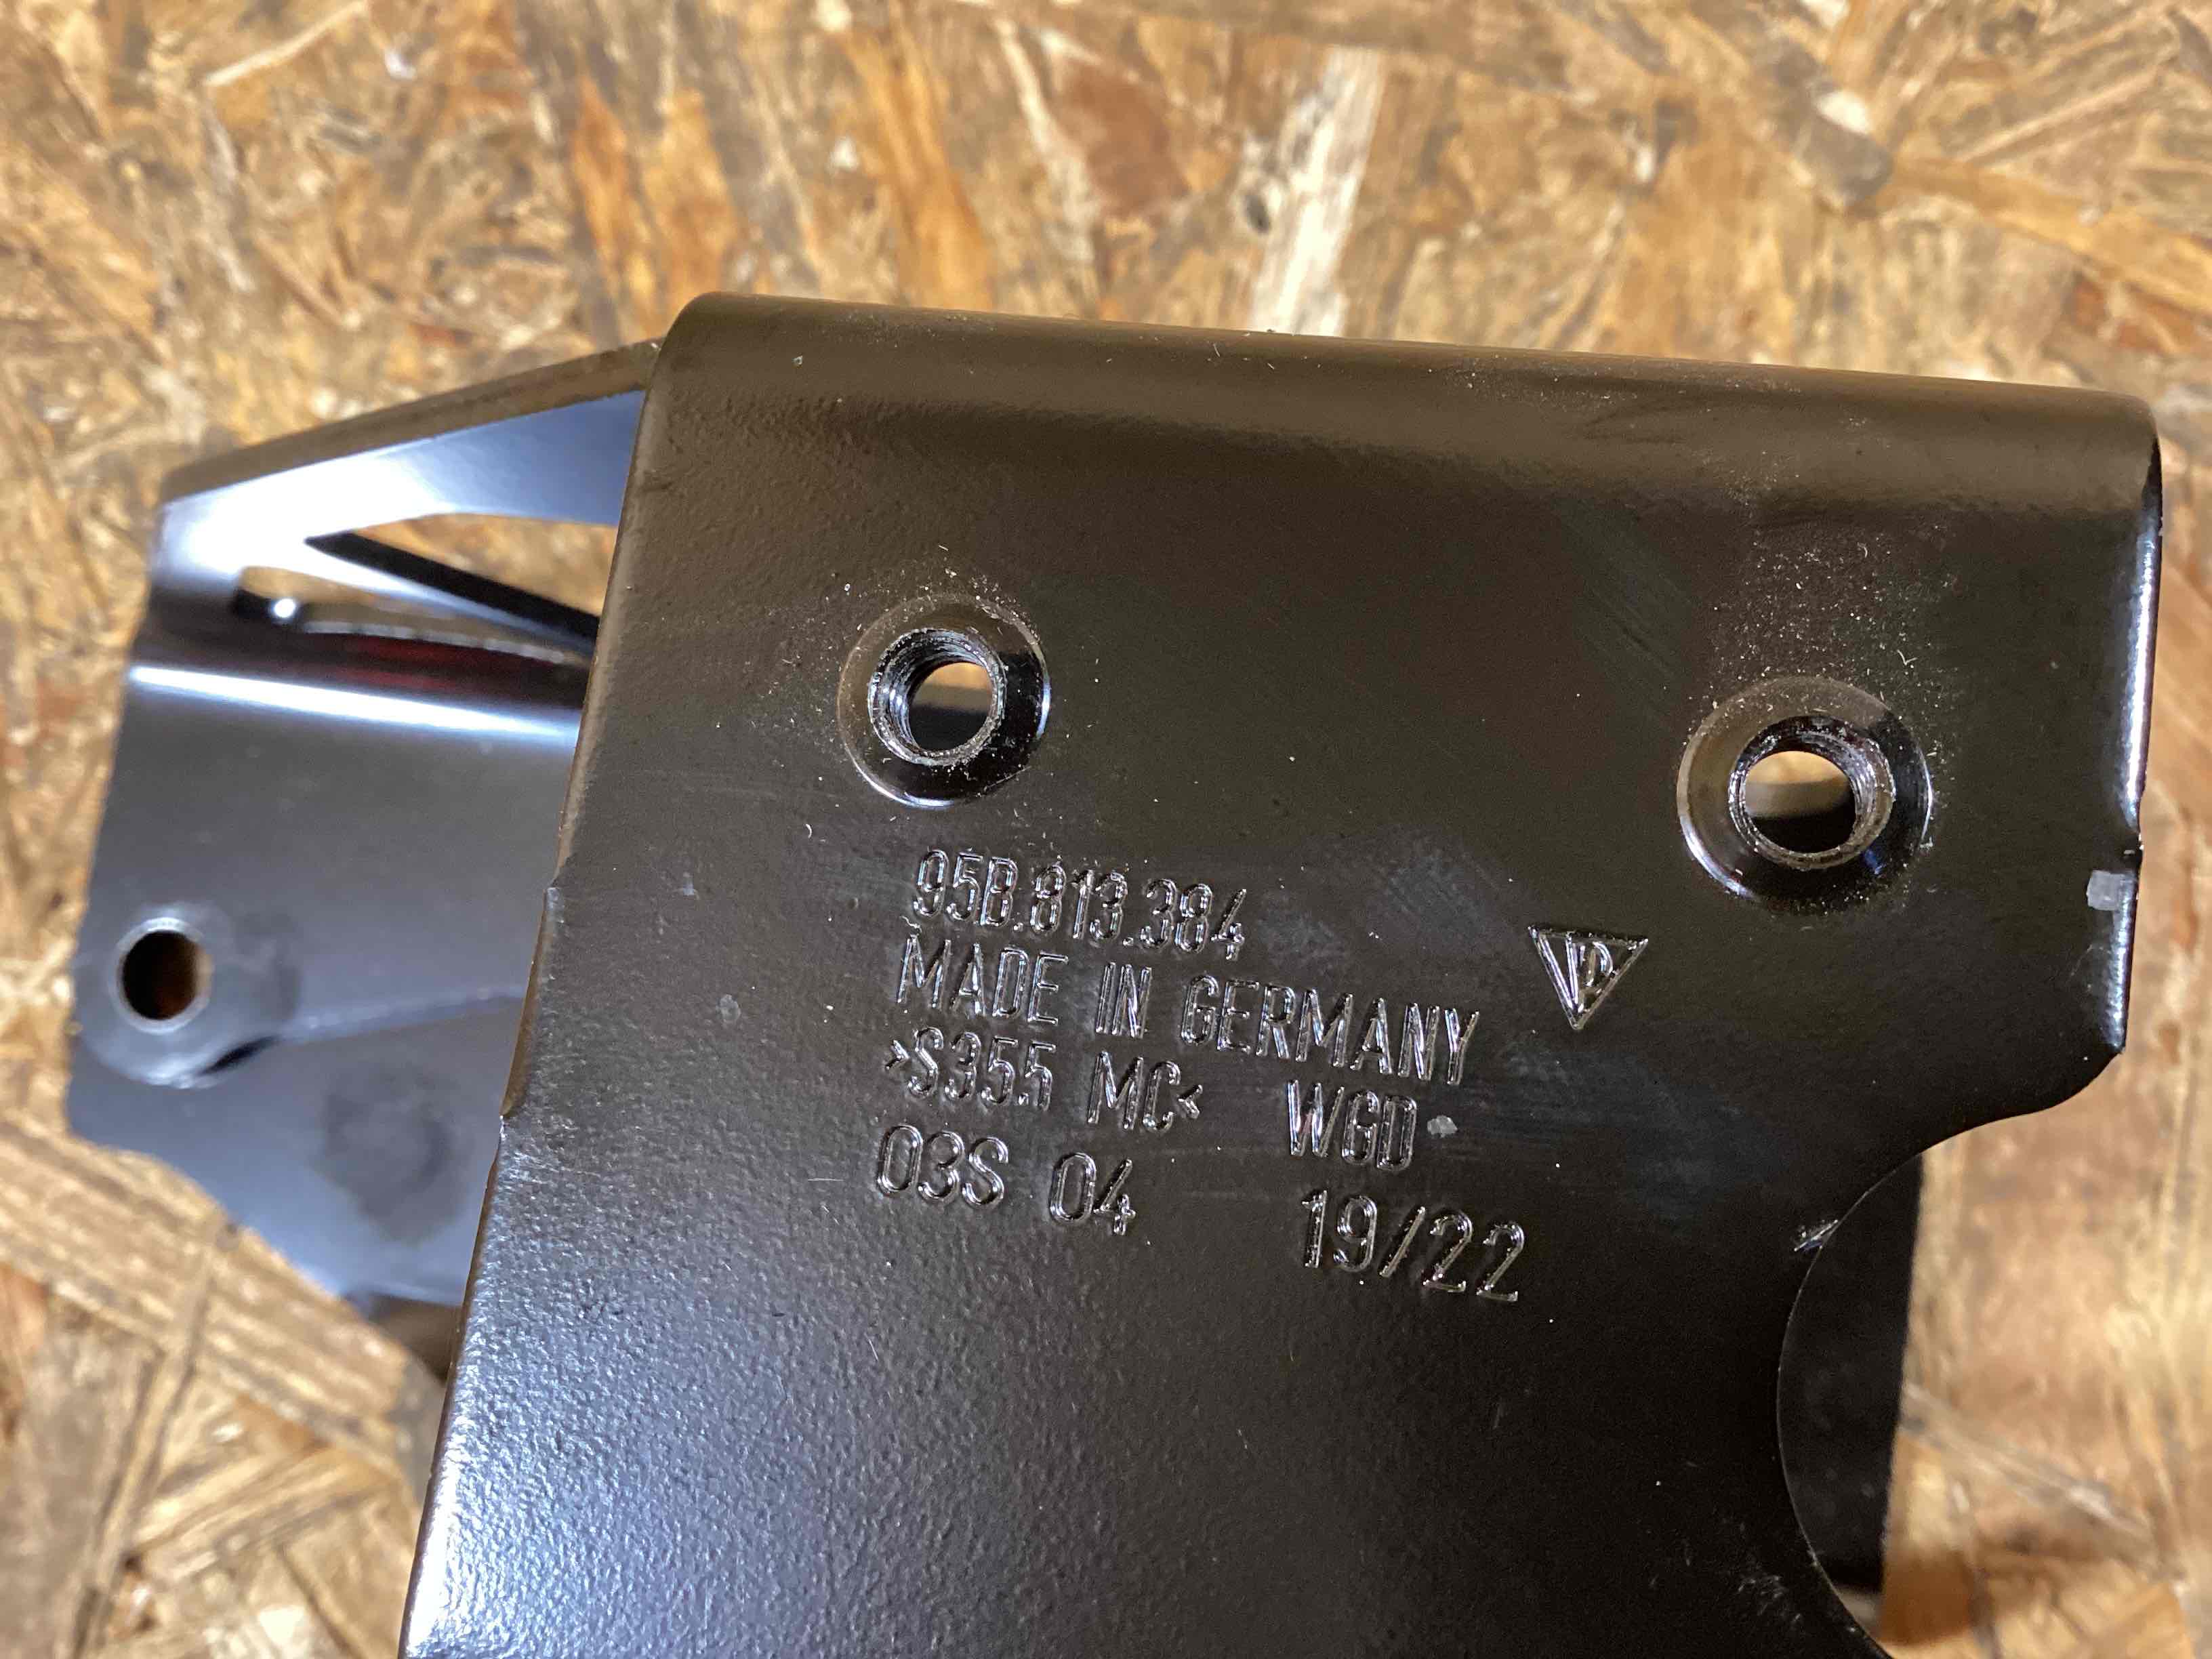 95B.813.384
MADE IN GERMANY
>S355 MC< WGD
03S 04 19/22